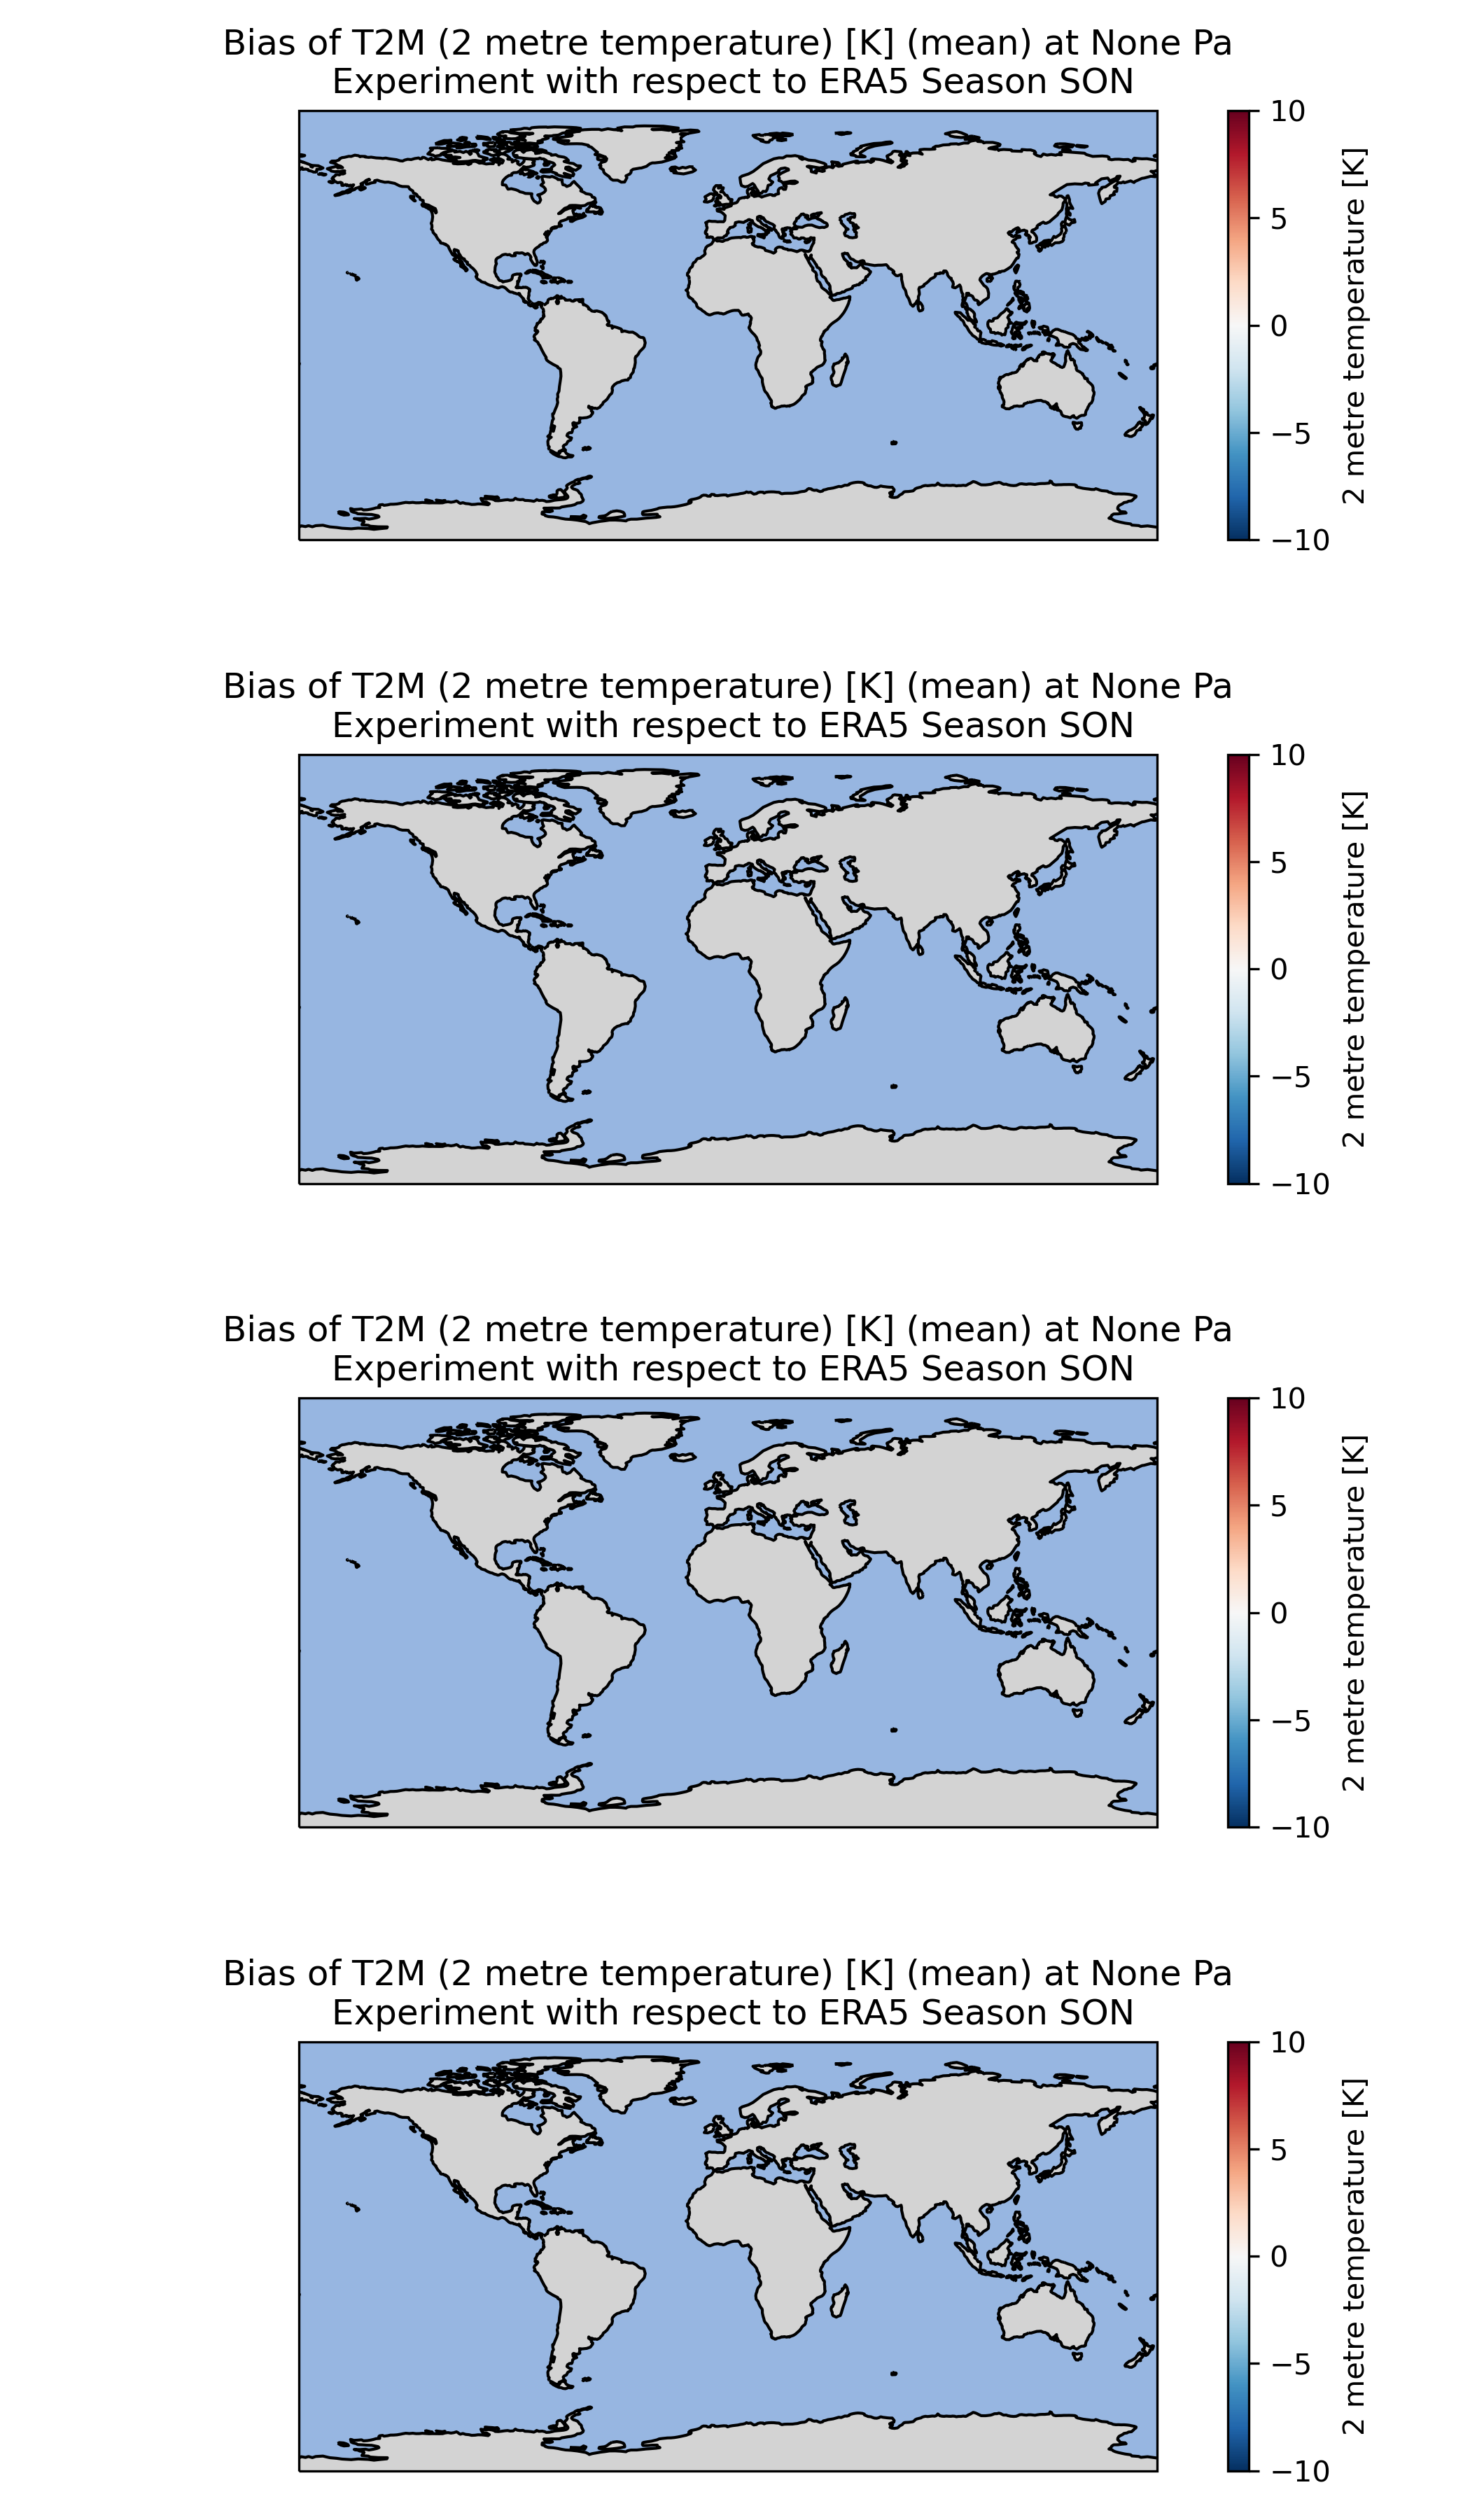 Bias of T2M (2 metre temperature) [K] (mean) at None Pa
Experiment with respect to ERA5 Season SON
10
5
0
−5
−10
2 metre temperature [K]
Bias of T2M (2 metre temperature) [K] (mean) at None Pa
Experiment with respect to ERA5 Season SON
10
5
0
−5
−10
2 metre temperature [K]
Bias of T2M (2 metre temperature) [K] (mean) at None Pa
Experiment with respect to ERA5 Season SON
10
5
0
−5
−10
2 metre temperature [K]
Bias of T2M (2 metre temperature) [K] (mean) at None Pa
Experiment with respect to ERA5 Season SON
10
5
0
−5
−10
2 metre temperature [K]